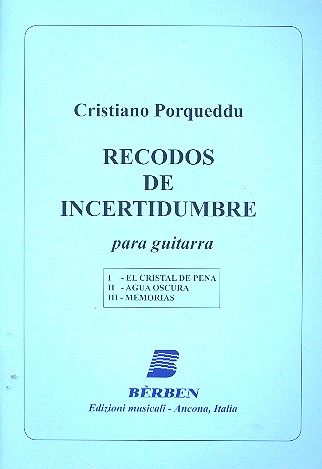 Cristiano Porqueddu
RECODOS
DE
INCERTIDUMBRE
para guitarra
I - EL CRISTAL DE PENA
II - AGUA OSCURA
III - MEMORIAS
BÈRBEN
Edizioni musicali - Ancona, Italia